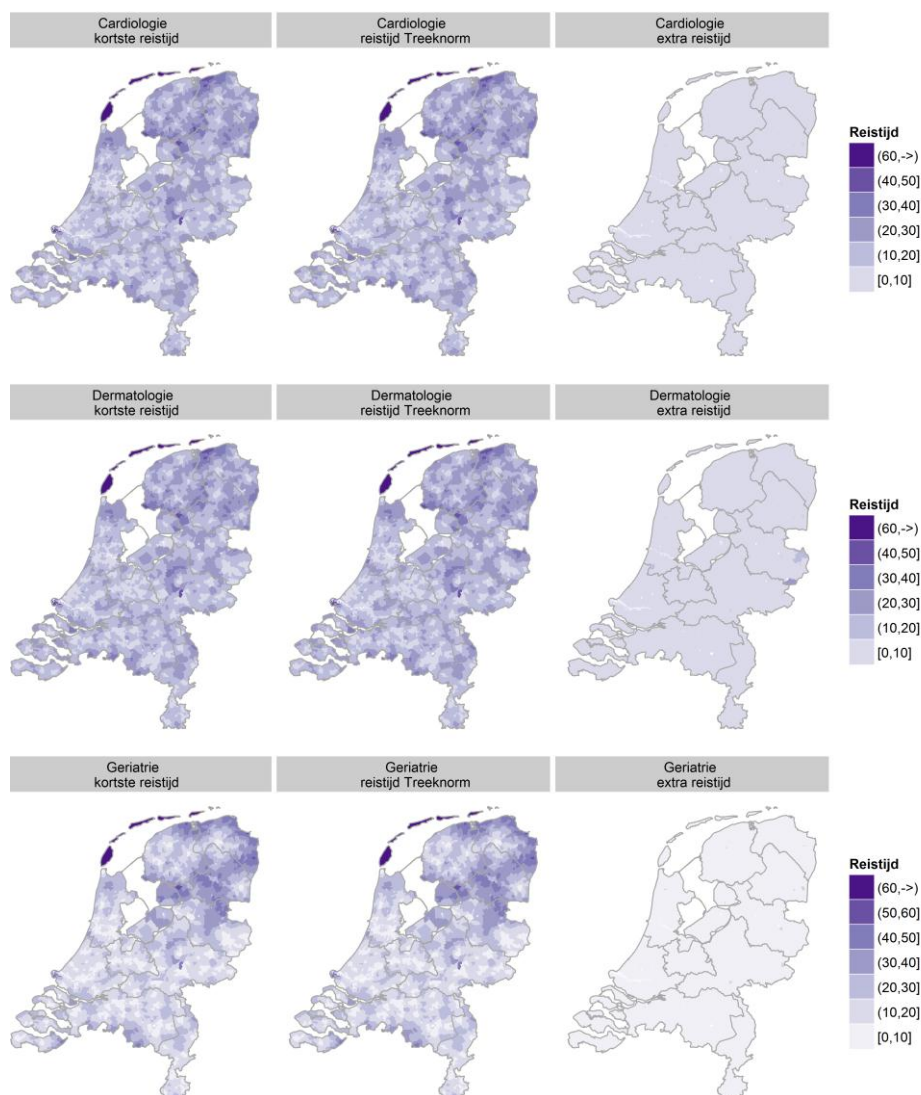 Cardiologie
kortste reistijd
Cardiologie
reistijd Treeknorm
Cardiologie
extra reistijd
Reistijd
(60,->)
(40,50]
(30,40]
(20,30]
(10,20]
[0,10]
Dermatologie
kortste reistijd
Dermatologie
reistijd Treeknorm
Dermatologie
extra reistijd
Reistijd
(60,->)
(40,50]
(30,40]
(20,30]
(10,20]
[0,10]
Geriatrie
kortste reistijd
Geriatrie
reistijd Treeknorm
Geriatrie
extra reistijd
Reistijd
(60,->)
(50,60]
(40,50]
(30,40]
(20,30]
(10,20]
[0,10]